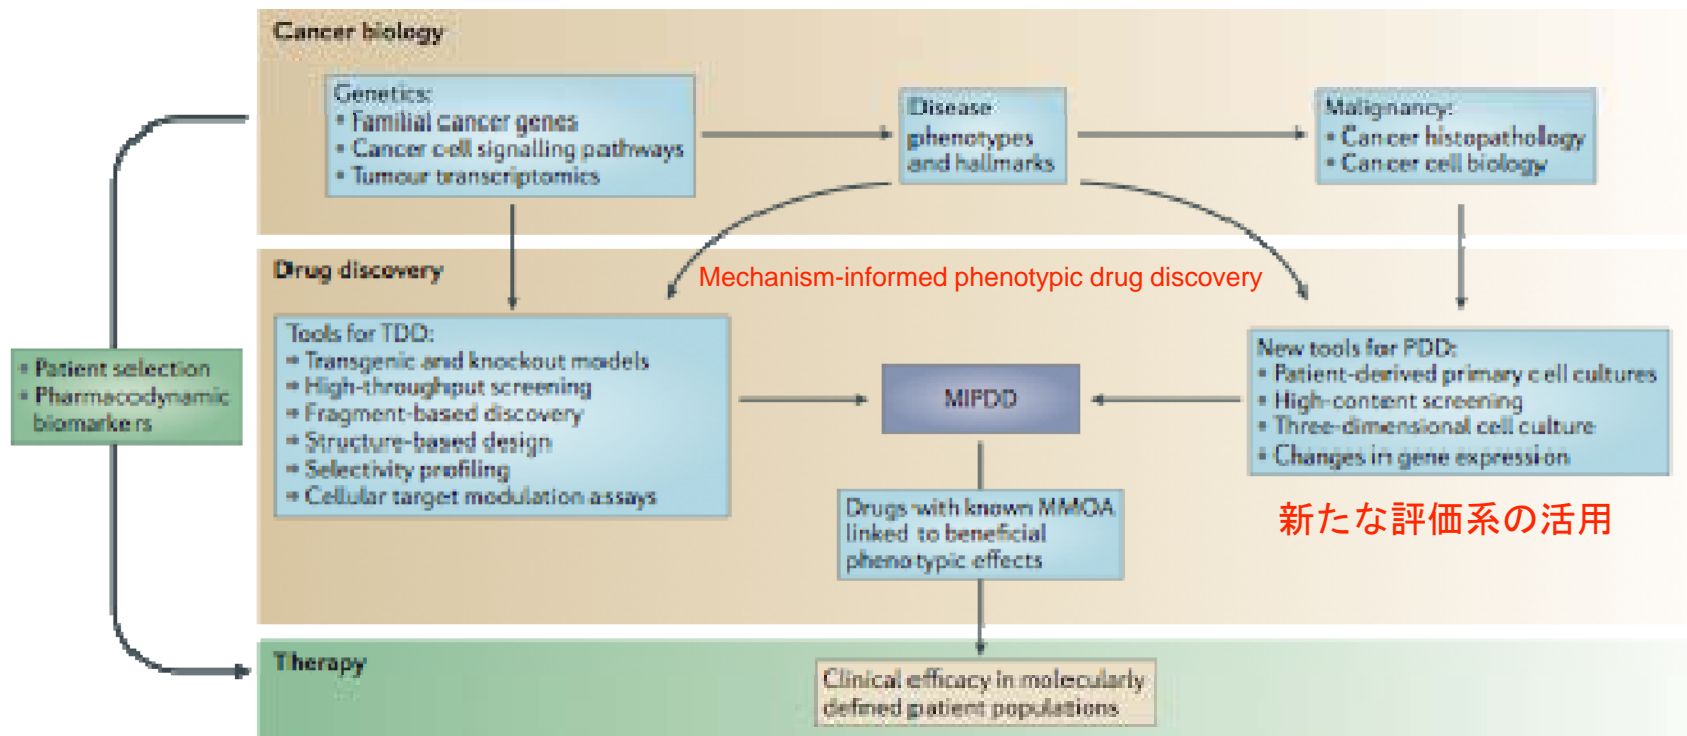 Cancer biology
Genetics:
• Familial cancer genes
• Cancer cell signalling pathways
• Tumour transcriptomics
Disease
phenotypes
and hallmarks
Malignancy:
• Cancer histopathology
• Cancer cell biology
Drug discovery
Mechanism-informed phenotypic drug discovery
Tools for TDD:
• Transgenic and knockout models
• High-throughput screening
• Fragment-based discovery
• Structure-based design
• Selectivity profiling
• Cellular target modulation assays
• Patient selection
• Pharmacodynamic
biomarkers
MIPDD
New tools for PDD:
• Patient-derived primary cell cultures
• High-content screening
• Three-dimensional cell culture
• Changes in gene expression
新たな評価系の活用
Drugs with known MMOA
linked to beneficial
phenotypic effects
Therapy
Clinical efficacy in molecularly
defined patient populations